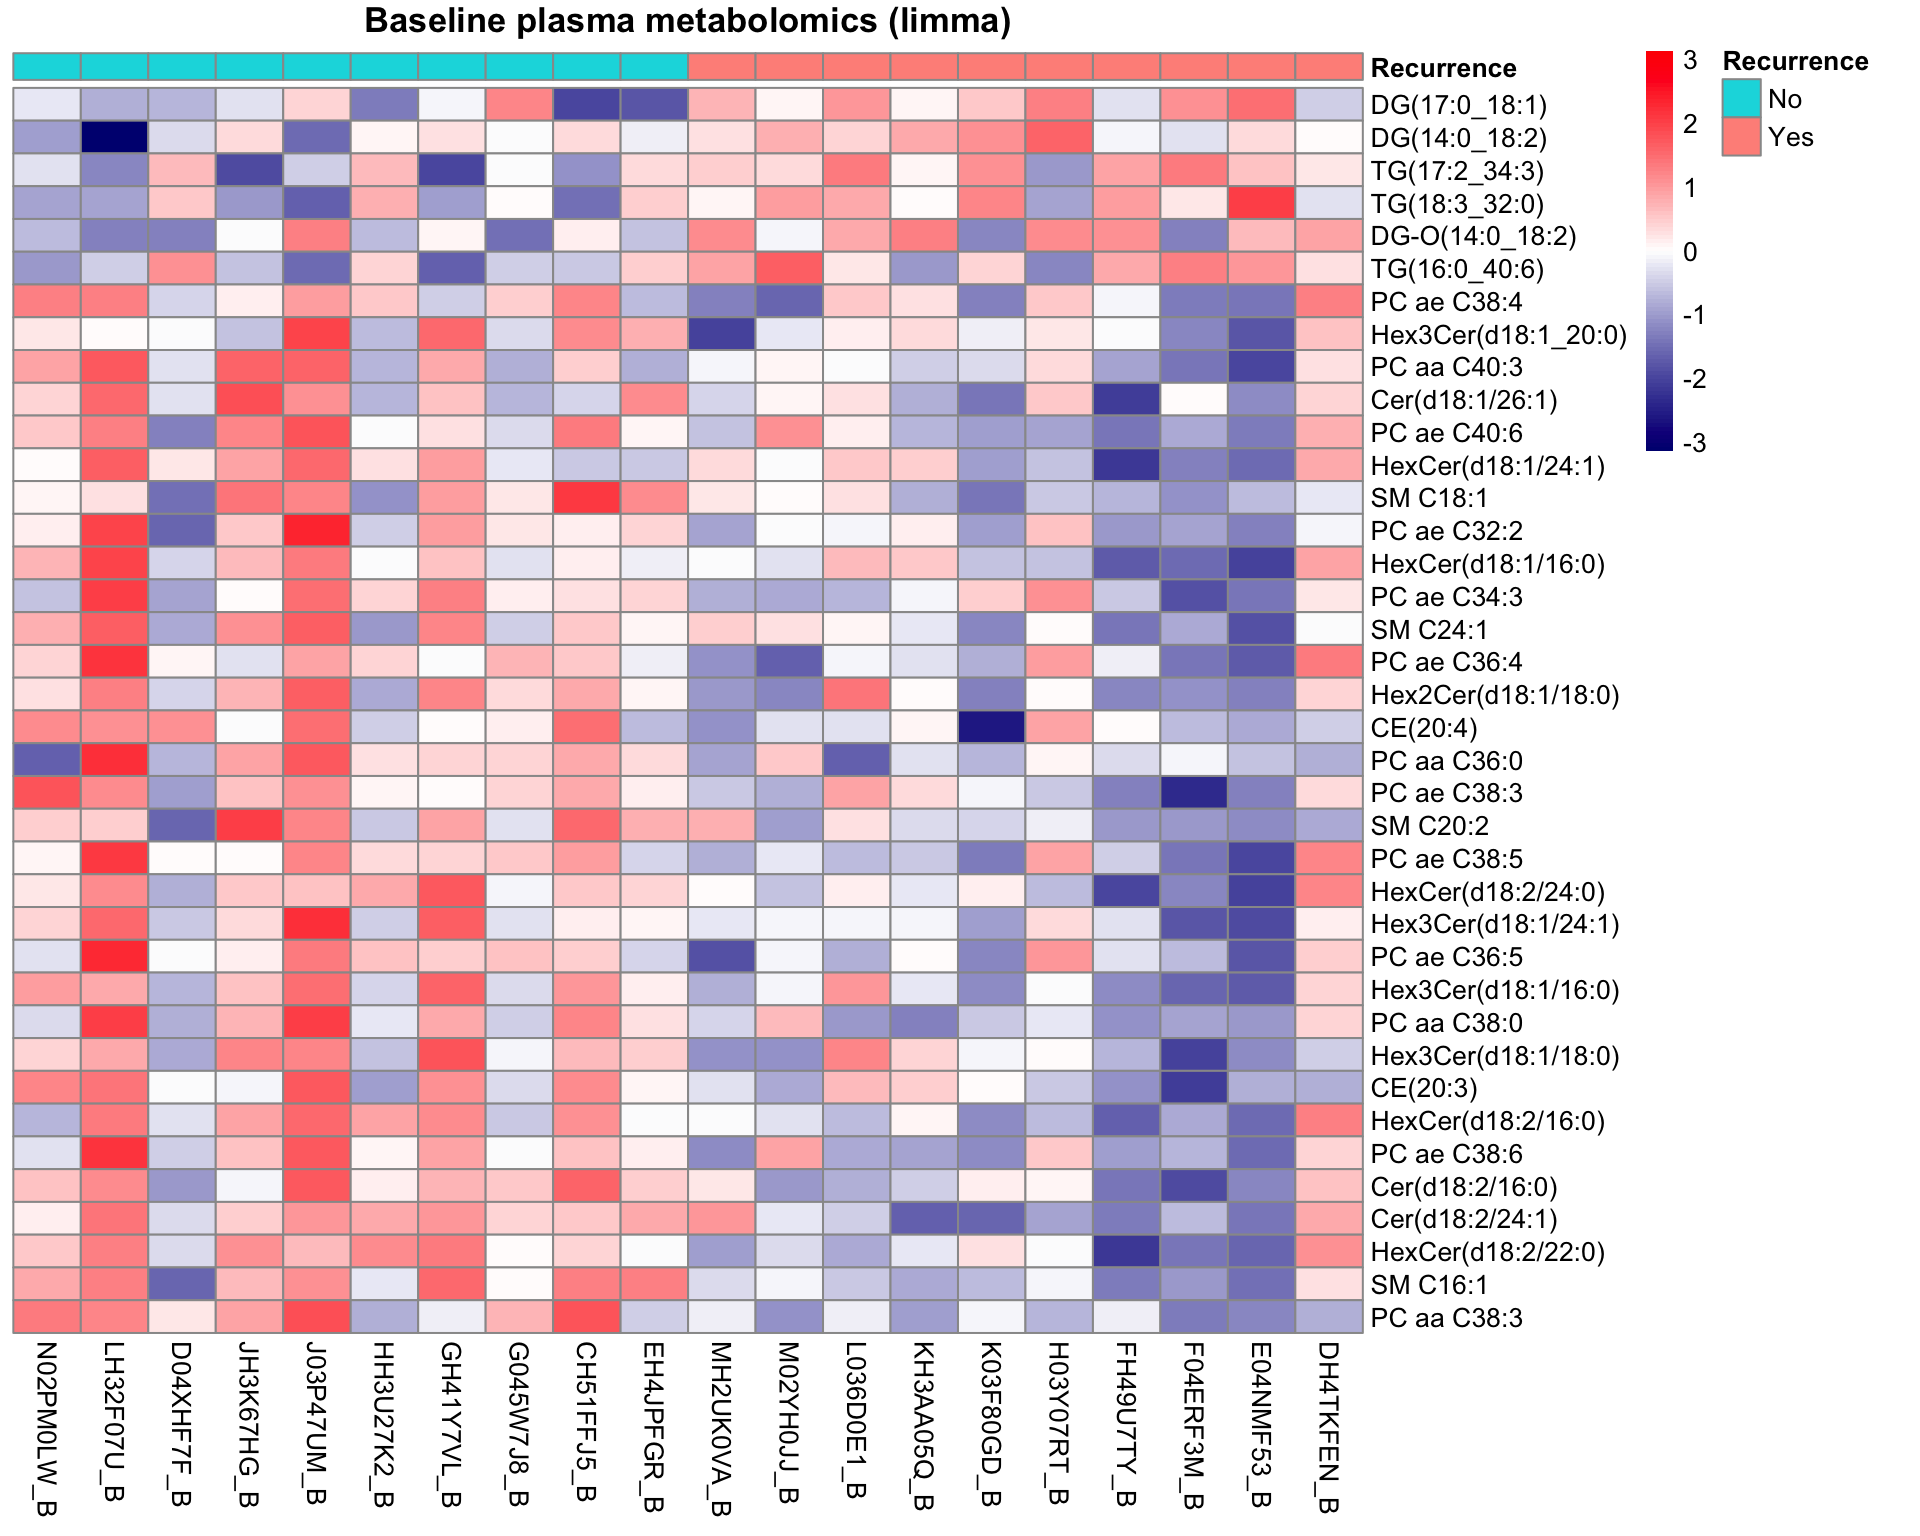 Baseline plasma metabolomics (limma)
Recurrence
DG(17:0_18:1)
DG(14:0_18:2)
TG(17:2_34:3)
TG(18:3_32:0)
DG-O(14:0_18:2)
TG(16:0_40:6)
PC ae C38:4
Hex3Cer(d18:1_20:0)
PC aa C40:3
Cer(d18:1/26:1)
PC ae C40:6
HexCer(d18:1/24:1)
SM C18:1
PC ae C32:2
HexCer(d18:1/16:0)
PC ae C34:3
SM C24:1
PC ae C36:4
Hex2Cer(d18:1/18:0)
CE(20:4)
PC aa C36:0
PC ae C38:3
SM C20:2
PC ae C38:5
HexCer(d18:2/24:0)
Hex3Cer(d18:1/24:1)
PC ae C36:5
Hex3Cer(d18:1/16:0)
PC aa C38:0
Hex3Cer(d18:1/18:0)
CE(20:3)
HexCer(d18:2/16:0)
PC ae C38:6
Cer(d18:2/16:0)
Cer(d18:2/24:1)
HexCer(d18:2/22:0)
SM C16:1
PC aa C38:3
N02PM0LW_B
LH32F07U_B
D04XHF7F_B
JH3K67HG_B
J03P47UM_B
HH3U27K2_B
GH41Y7VL_B
G045W7J8_B
CH51FFJ5_B
EH4JPFGR_B
MH2UK0VA_B
M02YH0JJ_B
L036D0E1_B
KH3AA05Q_B
K03F80GD_B
H03Y07RT_B
FH49U7TY_B
F04ERF3M_B
E04NMF53_B
DH4TKFEN_B
3
2
1
0
-1
-2
-3
Recurrence
No
Yes